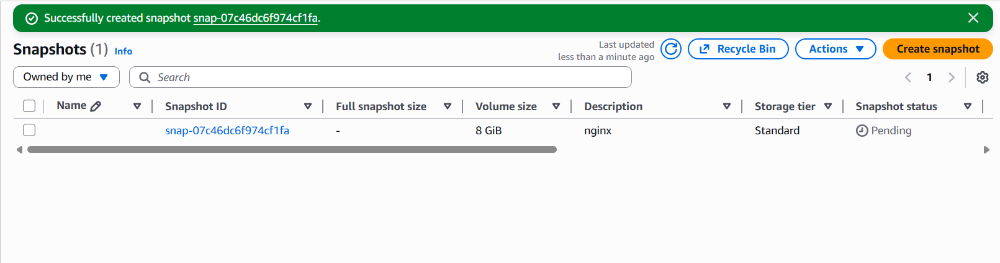 Successfully created snapshot snap-07c46dc6f974cf1fa.
Snapshots (1) Info
Last updated
less than a minute ago
Recycle Bin
Actions
Create snapshot
Owned by me
Search
1
Name Snapshot ID Full snapshot size Volume size Description Storage tier Snapshot status
snap-07c46dc6f974cf1fa - 8 GiB nginx Standard Pending